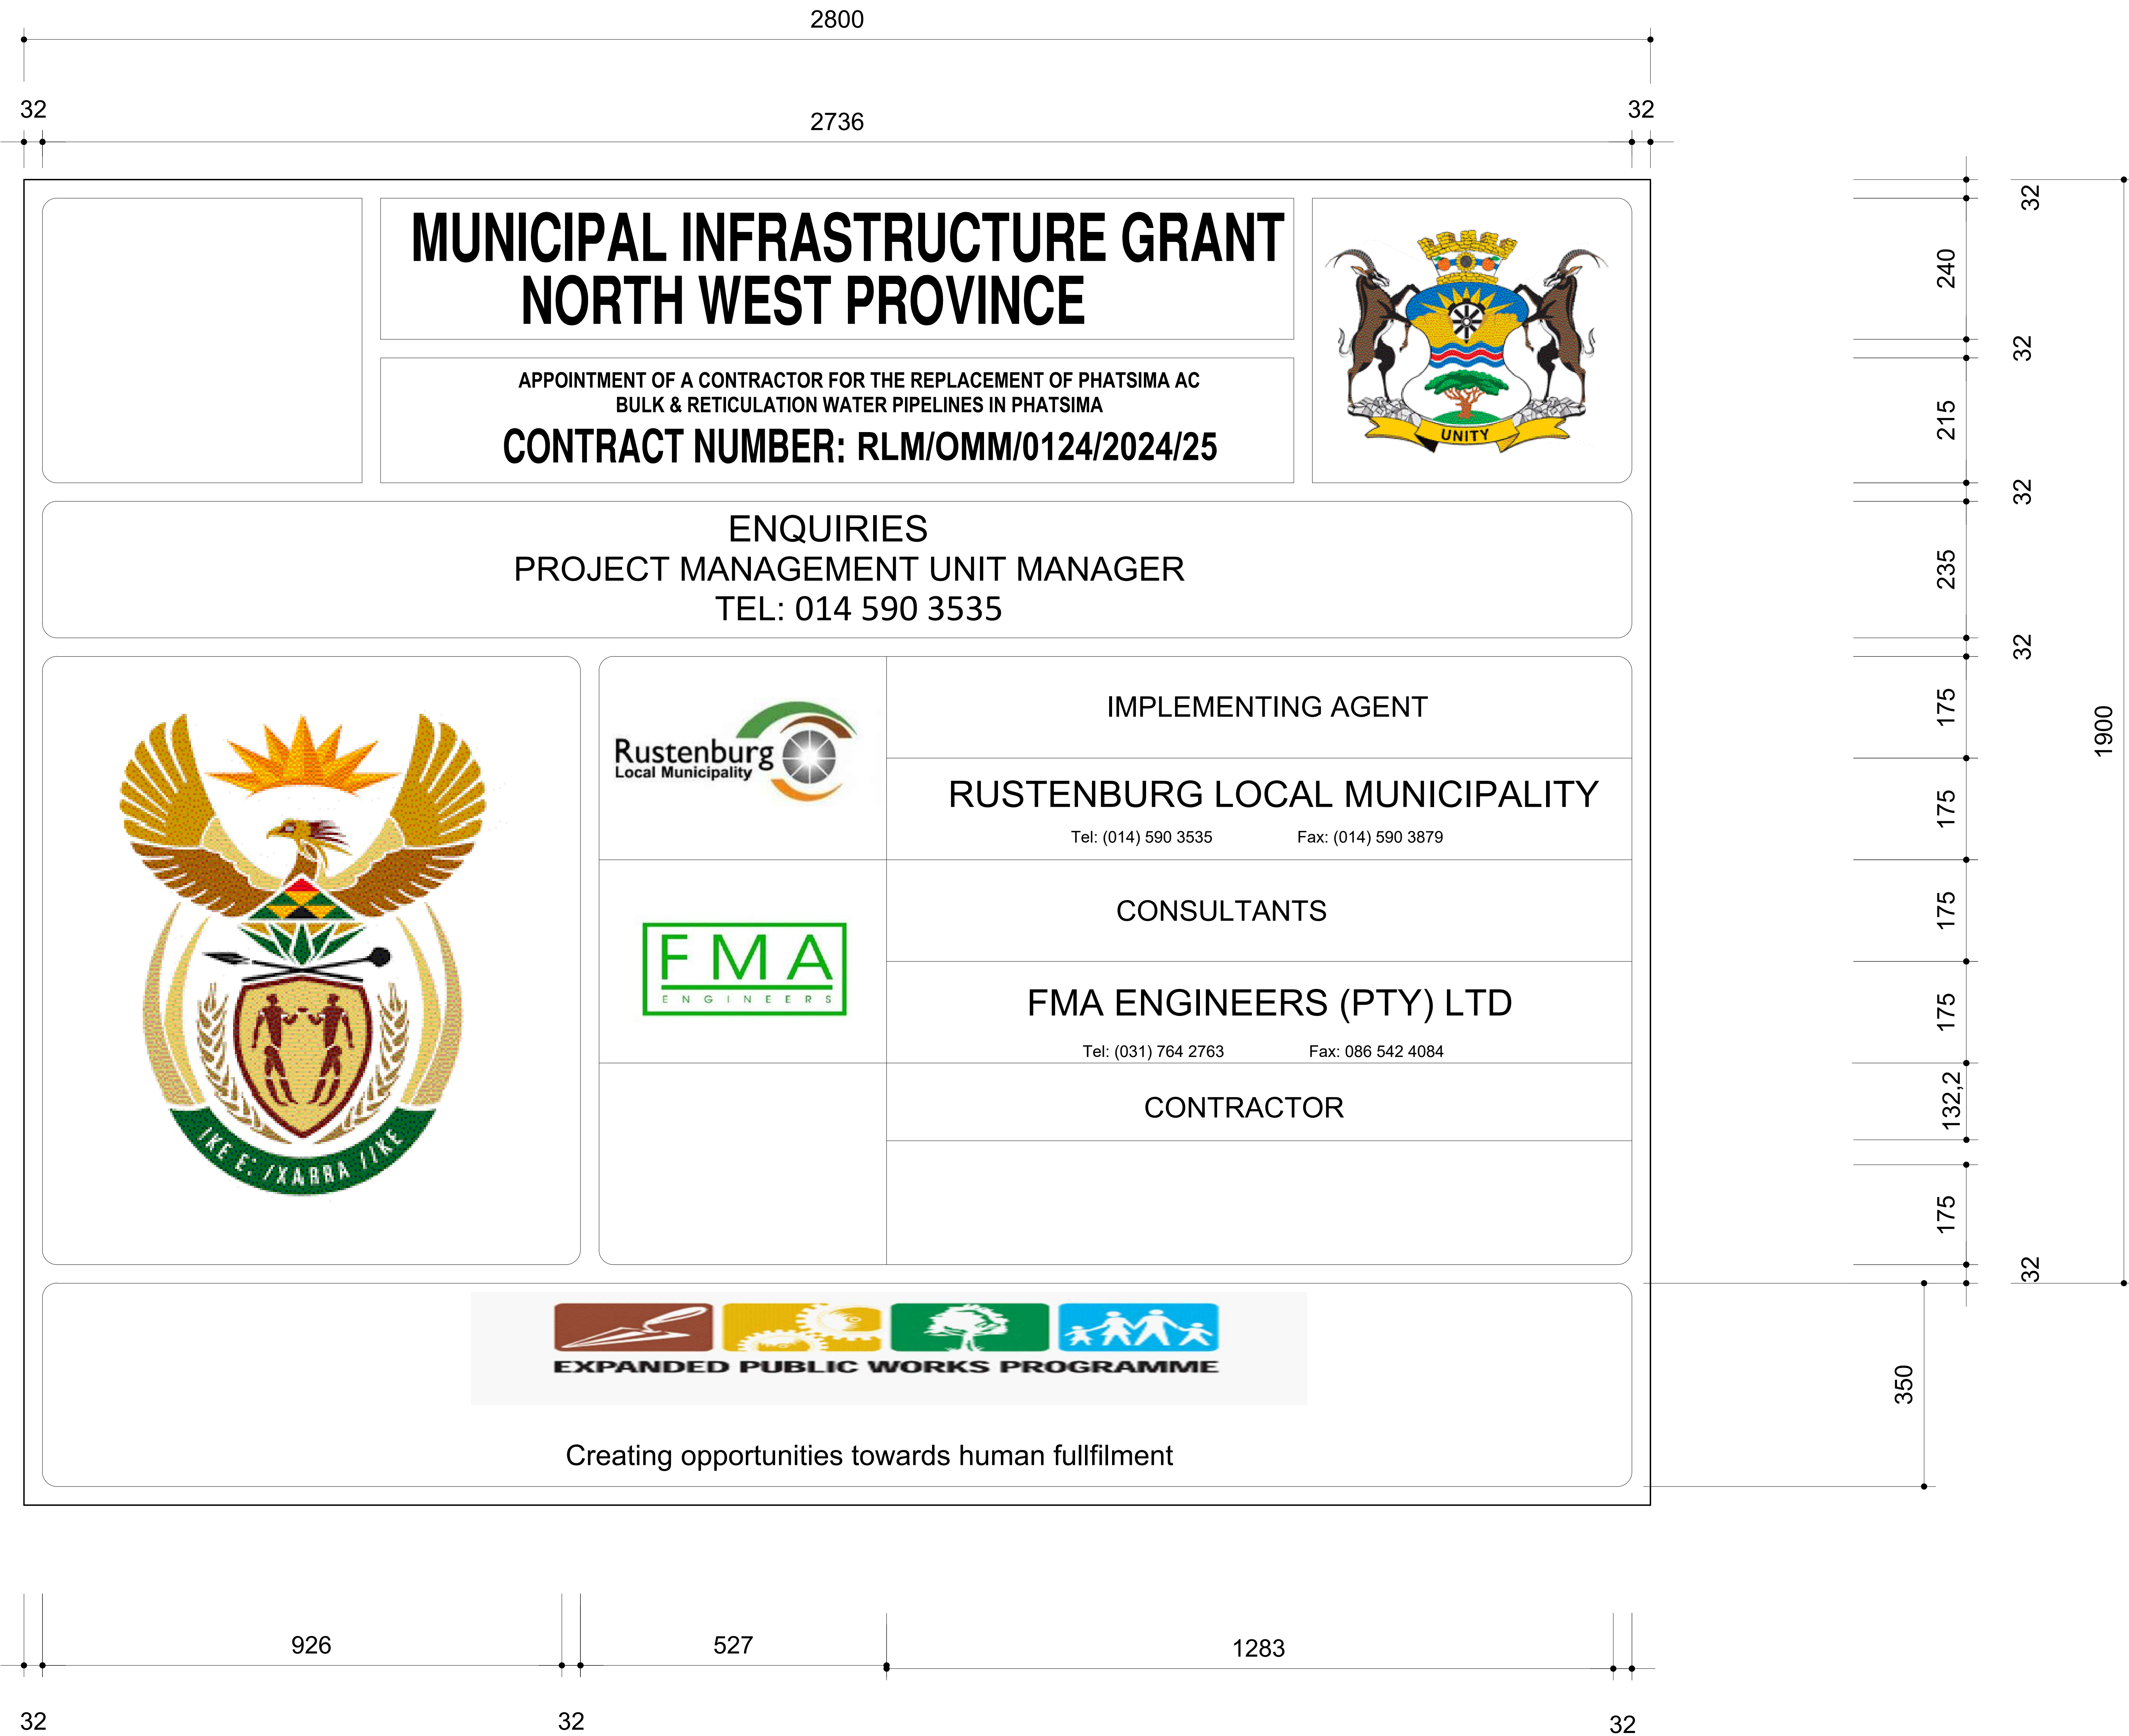 2800
32
2736
32
MUNICIPAL INFRASTRUCTURE GRANT
NORTH WEST PROVINCE
APPOINTMENT OF A CONTRACTOR FOR THE REPLACEMENT OF PHATSIMA AC
BULK & RETICULATION WATER PIPELINES IN PHATSIMA
CONTRACT NUMBER: RLM/OMM/0124/2024/25
UNITY
ENQUIRIES
PROJECT MANAGEMENT UNIT MANAGER
TEL: 014 590 3535
!KE E: /XARRA //KE
Rustenburg
Local Municipality
IMPLEMENTING AGENT
RUSTENBURG LOCAL MUNICIPALITY
Tel: (014) 590 3535 Fax: (014) 590 3879
CONSULTANTS
FMA
ENGINEERS
FMA ENGINEERS (PTY) LTD
Tel: (031) 764 2763 Fax: 086 542 4084
CONTRACTOR
EXPANDED PUBLIC WORKS PROGRAMME
Creating opportunities towards human fullfilment
32
240
32
215
32
235
32
175
175
175
175
132,2
175
32
1900
350
926
527
1283
32
32
32